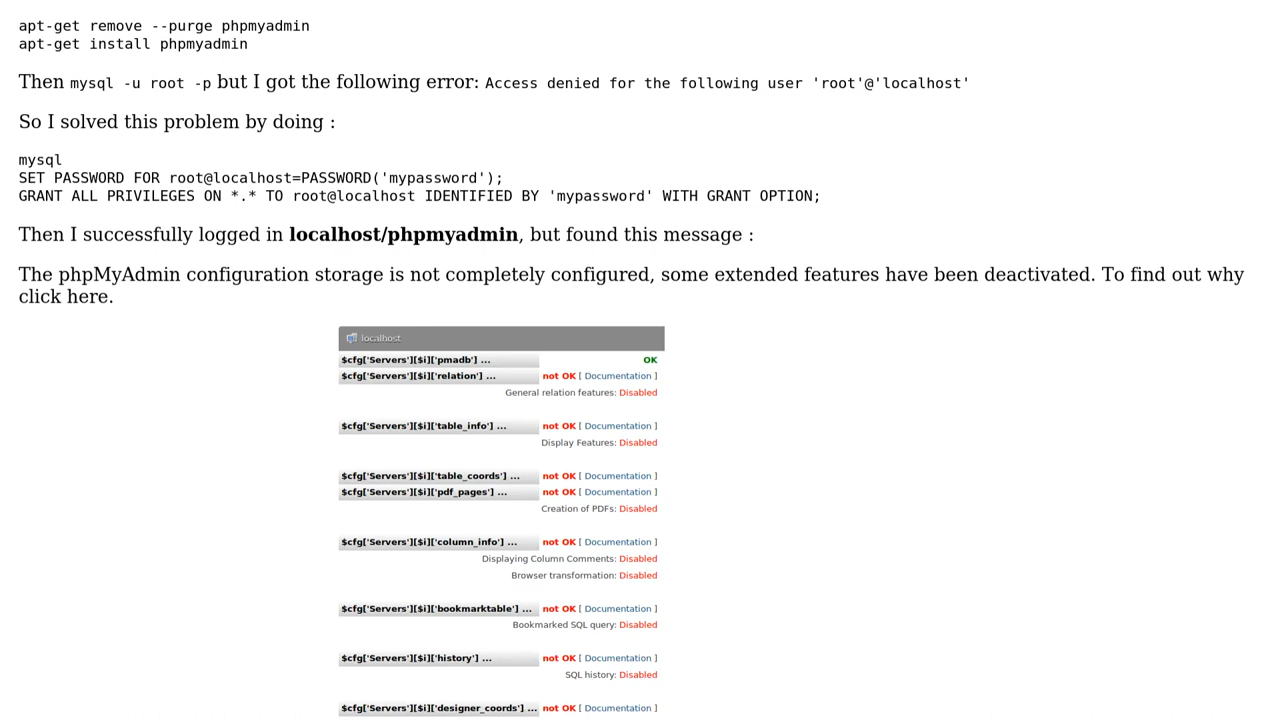 apt-get remove --purge phpmyadmin
apt-get install phpmyadmin
Then mysql -u root -p but I got the following error: Access denied for the following user 'root'@'localhost'
So I solved this problem by doing :
mysql
SET PASSWORD FOR root@localhost=PASSWORD('mypassword');
GRANT ALL PRIVILEGES ON *.* TO root@localhost IDENTIFIED BY 'mypassword' WITH GRANT OPTION;
Then I successfully logged in localhost/phpmyadmin, but found this message :
The phpMyAdmin configuration storage is not completely configured, some extended features have been deactivated. To find out why
click here.
localhost
$cfg['Servers'][$i]['pmadb'] ... OK
$cfg['Servers'][$i]['relation'] ... not OK [ Documentation ]
General relation features: Disabled
$cfg['Servers'][$i]['table_info'] ... not OK [ Documentation ]
Display Features: Disabled
$cfg['Servers'][$i]['table_coords'] ... not OK [ Documentation ]
$cfg['Servers'][$i]['pdf_pages'] ... not OK [ Documentation ]
Creation of PDFs: Disabled
$cfg['Servers'][$i]['column_info'] ... not OK [ Documentation ]
Displaying Column Comments: Disabled
Browser transformation: Disabled
$cfg['Servers'][$i]['bookmarktable'] ... not OK [ Documentation ]
Bookmarked SQL query: Disabled
$cfg['Servers'][$i]['history'] ... not OK [ Documentation ]
SQL history: Disabled
$cfg['Servers'][$i]['designer_coords'] ... not OK [ Documentation ]